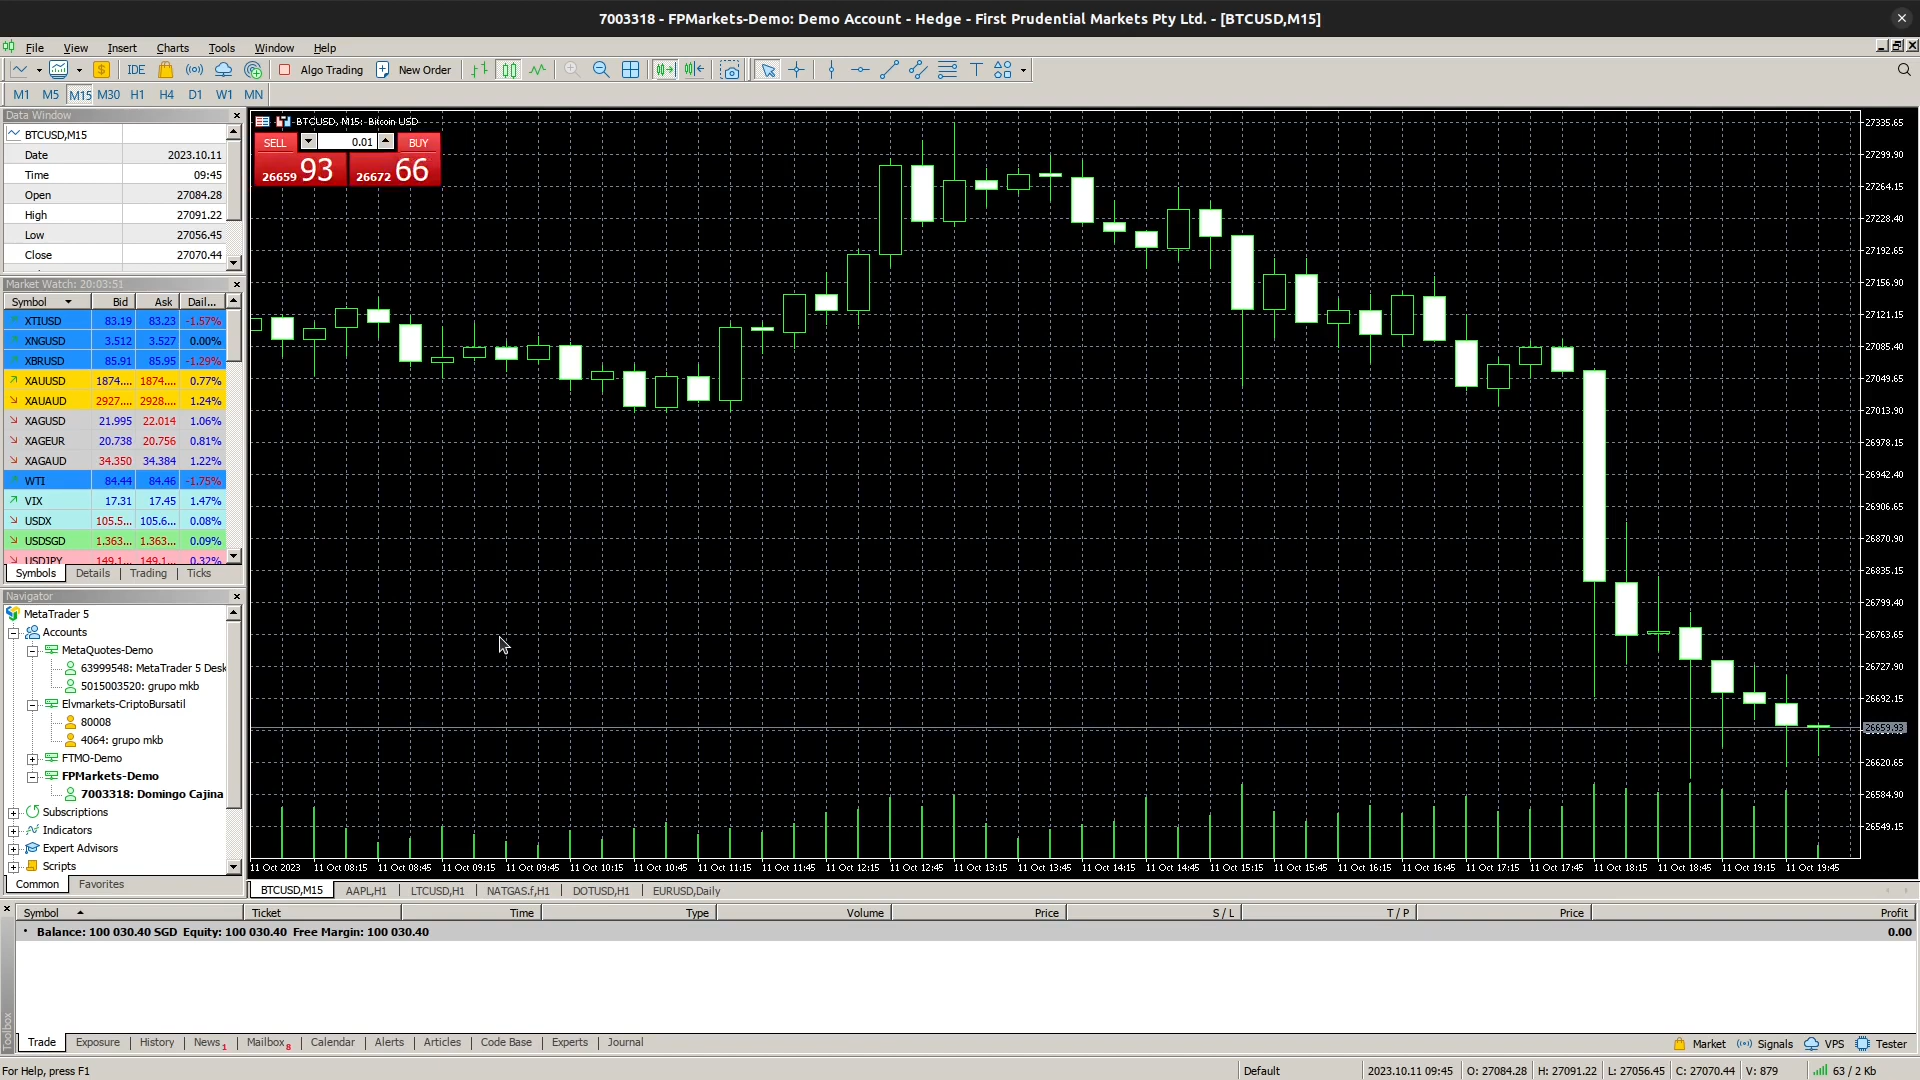 7003318 - FPMarkets-Demo: Demo Account - Hedge - First Prudential Markets Pty Ltd. - [BTCUSD,M15]
File View Insert Charts Tools Window Help
IDE Algo Trading New Order
M1 M5 M15 M30 H1 H4 D1 W1 MN
Data Window
BTCUSD,M15
Date 2023.10.11
Time 09:45
Open 27084.28
High 27091.22
Low 27056.45
Close 27070.44
Market Watch: 20:03:51
Symbol Bid Ask Dail...
XTIUSD 83.19 83.23 -1.57%
XNGUSD 3.512 3.527 0.00%
XBRUSD 85.91 85.95 -1.29%
XAUUSD 1874.... 1874.... 0.77%
XAUAUD 2927.... 2928.... 1.24%
XAGUSD 21.995 22.014 1.06%
XAGEUR 20.738 20.756 0.81%
XAGAUD 34.350 34.384 1.22%
WTI 84.44 84.46 -1.75%
VIX 17.31 17.45 1.47%
USDX 105.5... 105.6... 0.08%
USDSGD 1.363... 1.363... 0.09%
USDJPY 149.1... 149.1... 0.32%
Symbols Details Trading Ticks
Navigator
MetaTrader 5
Accounts
MetaQuotes-Demo
63999548: MetaTrader 5 Desk
5015003520: grupo mkb
Elvmarkets-CriptoBursatil
80008
4064: grupo mkb
FTMO-Demo
FPMarkets-Demo
7003318: Domingo Cajina
Subscriptions
Indicators
Expert Advisors
Scripts
Common Favorites
BTCUSD, M15: Bitcoin USD
SELL 0.01 BUY
26659 93 26672 66
27335.65
27299.90
27264.15
27228.40
27192.65
27156.90
27121.15
27085.40
27049.65
27013.90
26978.15
26942.40
26906.65
26870.90
26835.15
26799.40
26763.65
26727.90
26692.15
26659.93
26620.65
26584.90
26549.15
11 Oct 2023 11 Oct 08:15 11 Oct 08:45 11 Oct 09:15 11 Oct 09:45 11 Oct 10:15 11 Oct 10:45 11 Oct 11:15 11 Oct 11:45 11 Oct 12:15 11 Oct 12:45 11 Oct 13:15 11 Oct 13:45 11 Oct 14:15 11 Oct 14:45 11 Oct 15:15 11 Oct 15:45 11 Oct 16:15 11 Oct 16:45 11 Oct 17:15 11 Oct 17:45 11 Oct 18:15 11 Oct 18:45 11 Oct 19:15 11 Oct 19:45
BTCUSD,M15 AAPL,H1 LTCUSD,H1 NATGAS.f,H1 DOTUSD,H1 EURUSD,Daily
Symbol Ticket Time Type Volume Price S / L T / P Price Profit
Balance: 100 030.40 SGD Equity: 100 030.40 Free Margin: 100 030.40 0.00
Toolbox
Trade Exposure History News 1 Mailbox 8 Calendar Alerts Articles Code Base Experts Journal Market Signals VPS Tester
For Help, press F1 Default 2023.10.11 09:45 O: 27084.28 H: 27091.22 L: 27056.45 C: 27070.44 V: 879 63 / 2 Kb